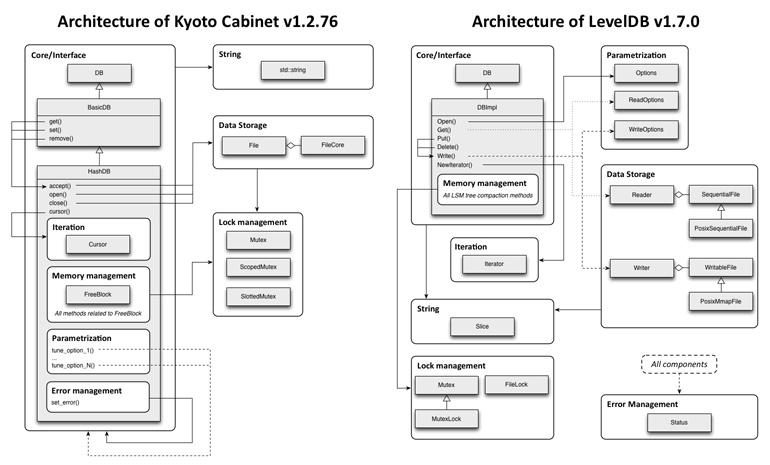 Architecture of Kyoto Cabinet v1.2.76
Core/Interface
DB
BasicDB
get()
set()
remove()
HashDB
accept()
open()
close()
cursor()
Iteration
Cursor
Memory management
FreeBlock
All methods related to FreeBlock
Parametrization
tune_option_1()
...
tune_option_N()
Error management
set_error()
String
std::string
Data Storage
File
FileCore
Lock management
Mutex
ScopedMutex
SlottedMutex
Architecture of LevelDB v1.7.0
Core/Interface
DB
DBImpl
Open()
Get()
Put()
Delete()
Write()
NewIterator()
Memory management
All LSM tree compaction methods
Iteration
Iterator
String
Slice
Lock management
Mutex
FileLock
MutexLock
Parametrization
Options
ReadOptions
WriteOptions
Data Storage
Reader
SequentialFile
PosixSequentialFile
Writer
WritableFile
PosixMmapFile
All components
Error Management
Status